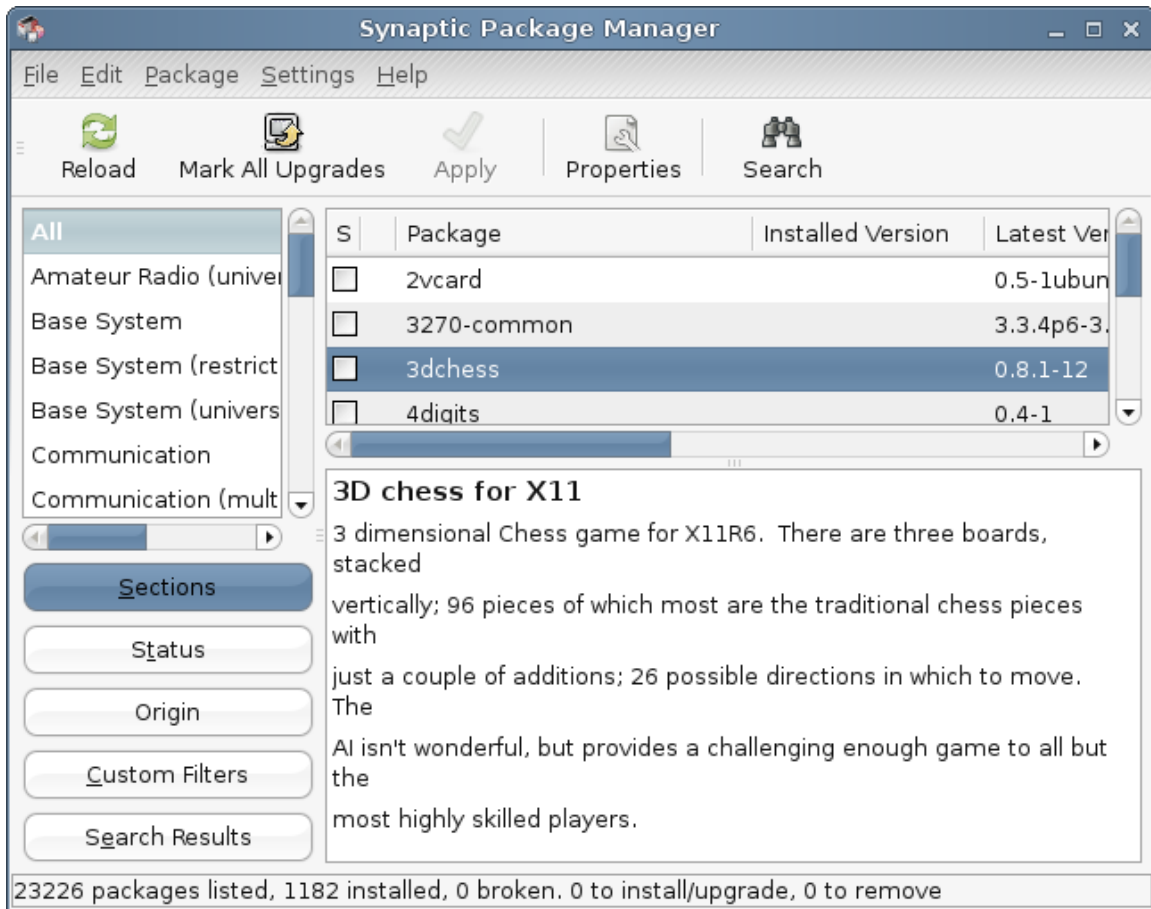 Synaptic Package Manager
File Edit Package Settings Help
Reload Mark All Upgrades Apply Properties Search
All
Amateur Radio (univer
Base System
Base System (restrict
Base System (univers
Communication
Communication (mult
Sections
Status
Origin
Custom Filters
Search Results
S Package Installed Version Latest Ver
2vcard 0.5-1ubun
3270-common 3.3.4p6-3.
3dchess 0.8.1-12
4digits 0.4-1
3D chess for X11
3 dimensional Chess game for X11R6. There are three boards,
stacked
vertically; 96 pieces of which most are the traditional chess pieces
with
just a couple of additions; 26 possible directions in which to move.
The
AI isn't wonderful, but provides a challenging enough game to all but
the
most highly skilled players.
23226 packages listed, 1182 installed, 0 broken. 0 to install/upgrade, 0 to remove